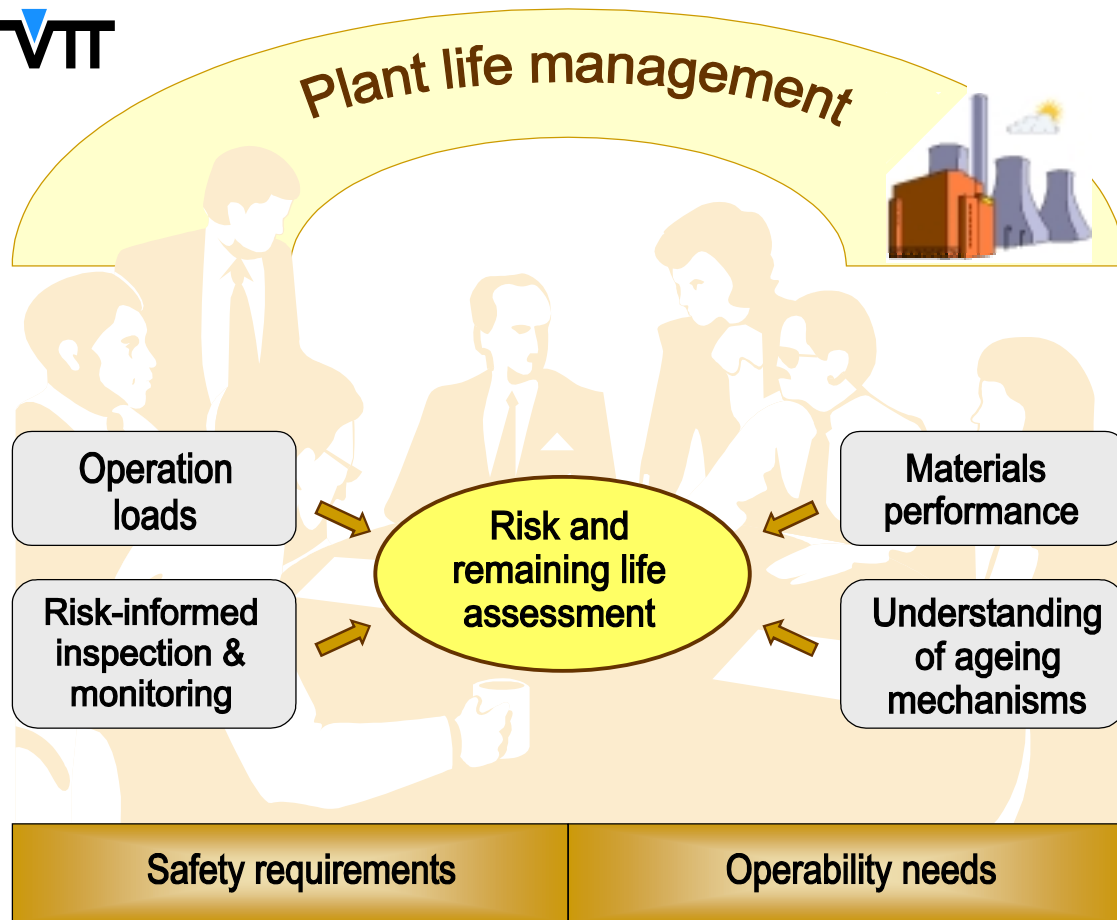 VTT
Plant life management
Operation
loads
Materials
performance
Risk and
remaining life
assessment
Risk-informed
inspection &
monitoring
Understanding
of ageing
mechanisms
Safety requirements
Operability needs